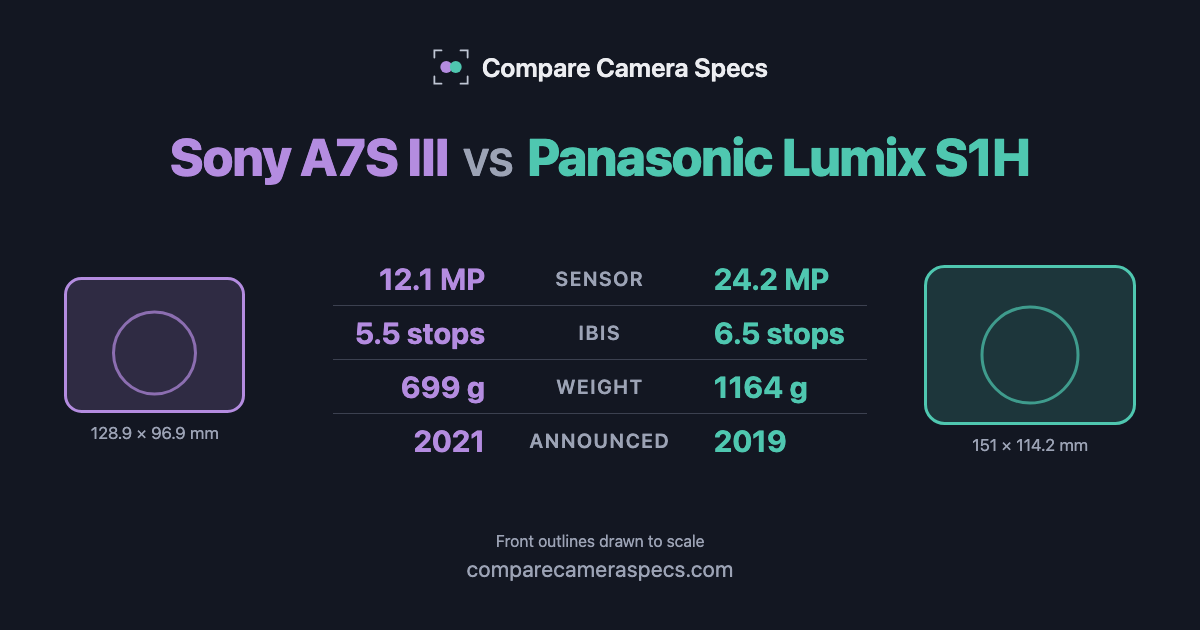 Compare Camera Specs
Sony A7S III vs Panasonic Lumix S1H
12.1 MP SENSOR 24.2 MP
5.5 stops IBIS 6.5 stops
699 g WEIGHT 1164 g
2021 ANNOUNCED 2019
128.9 × 96.9 mm
151 × 114.2 mm
Front outlines drawn to scale
comparecameraspecs.com